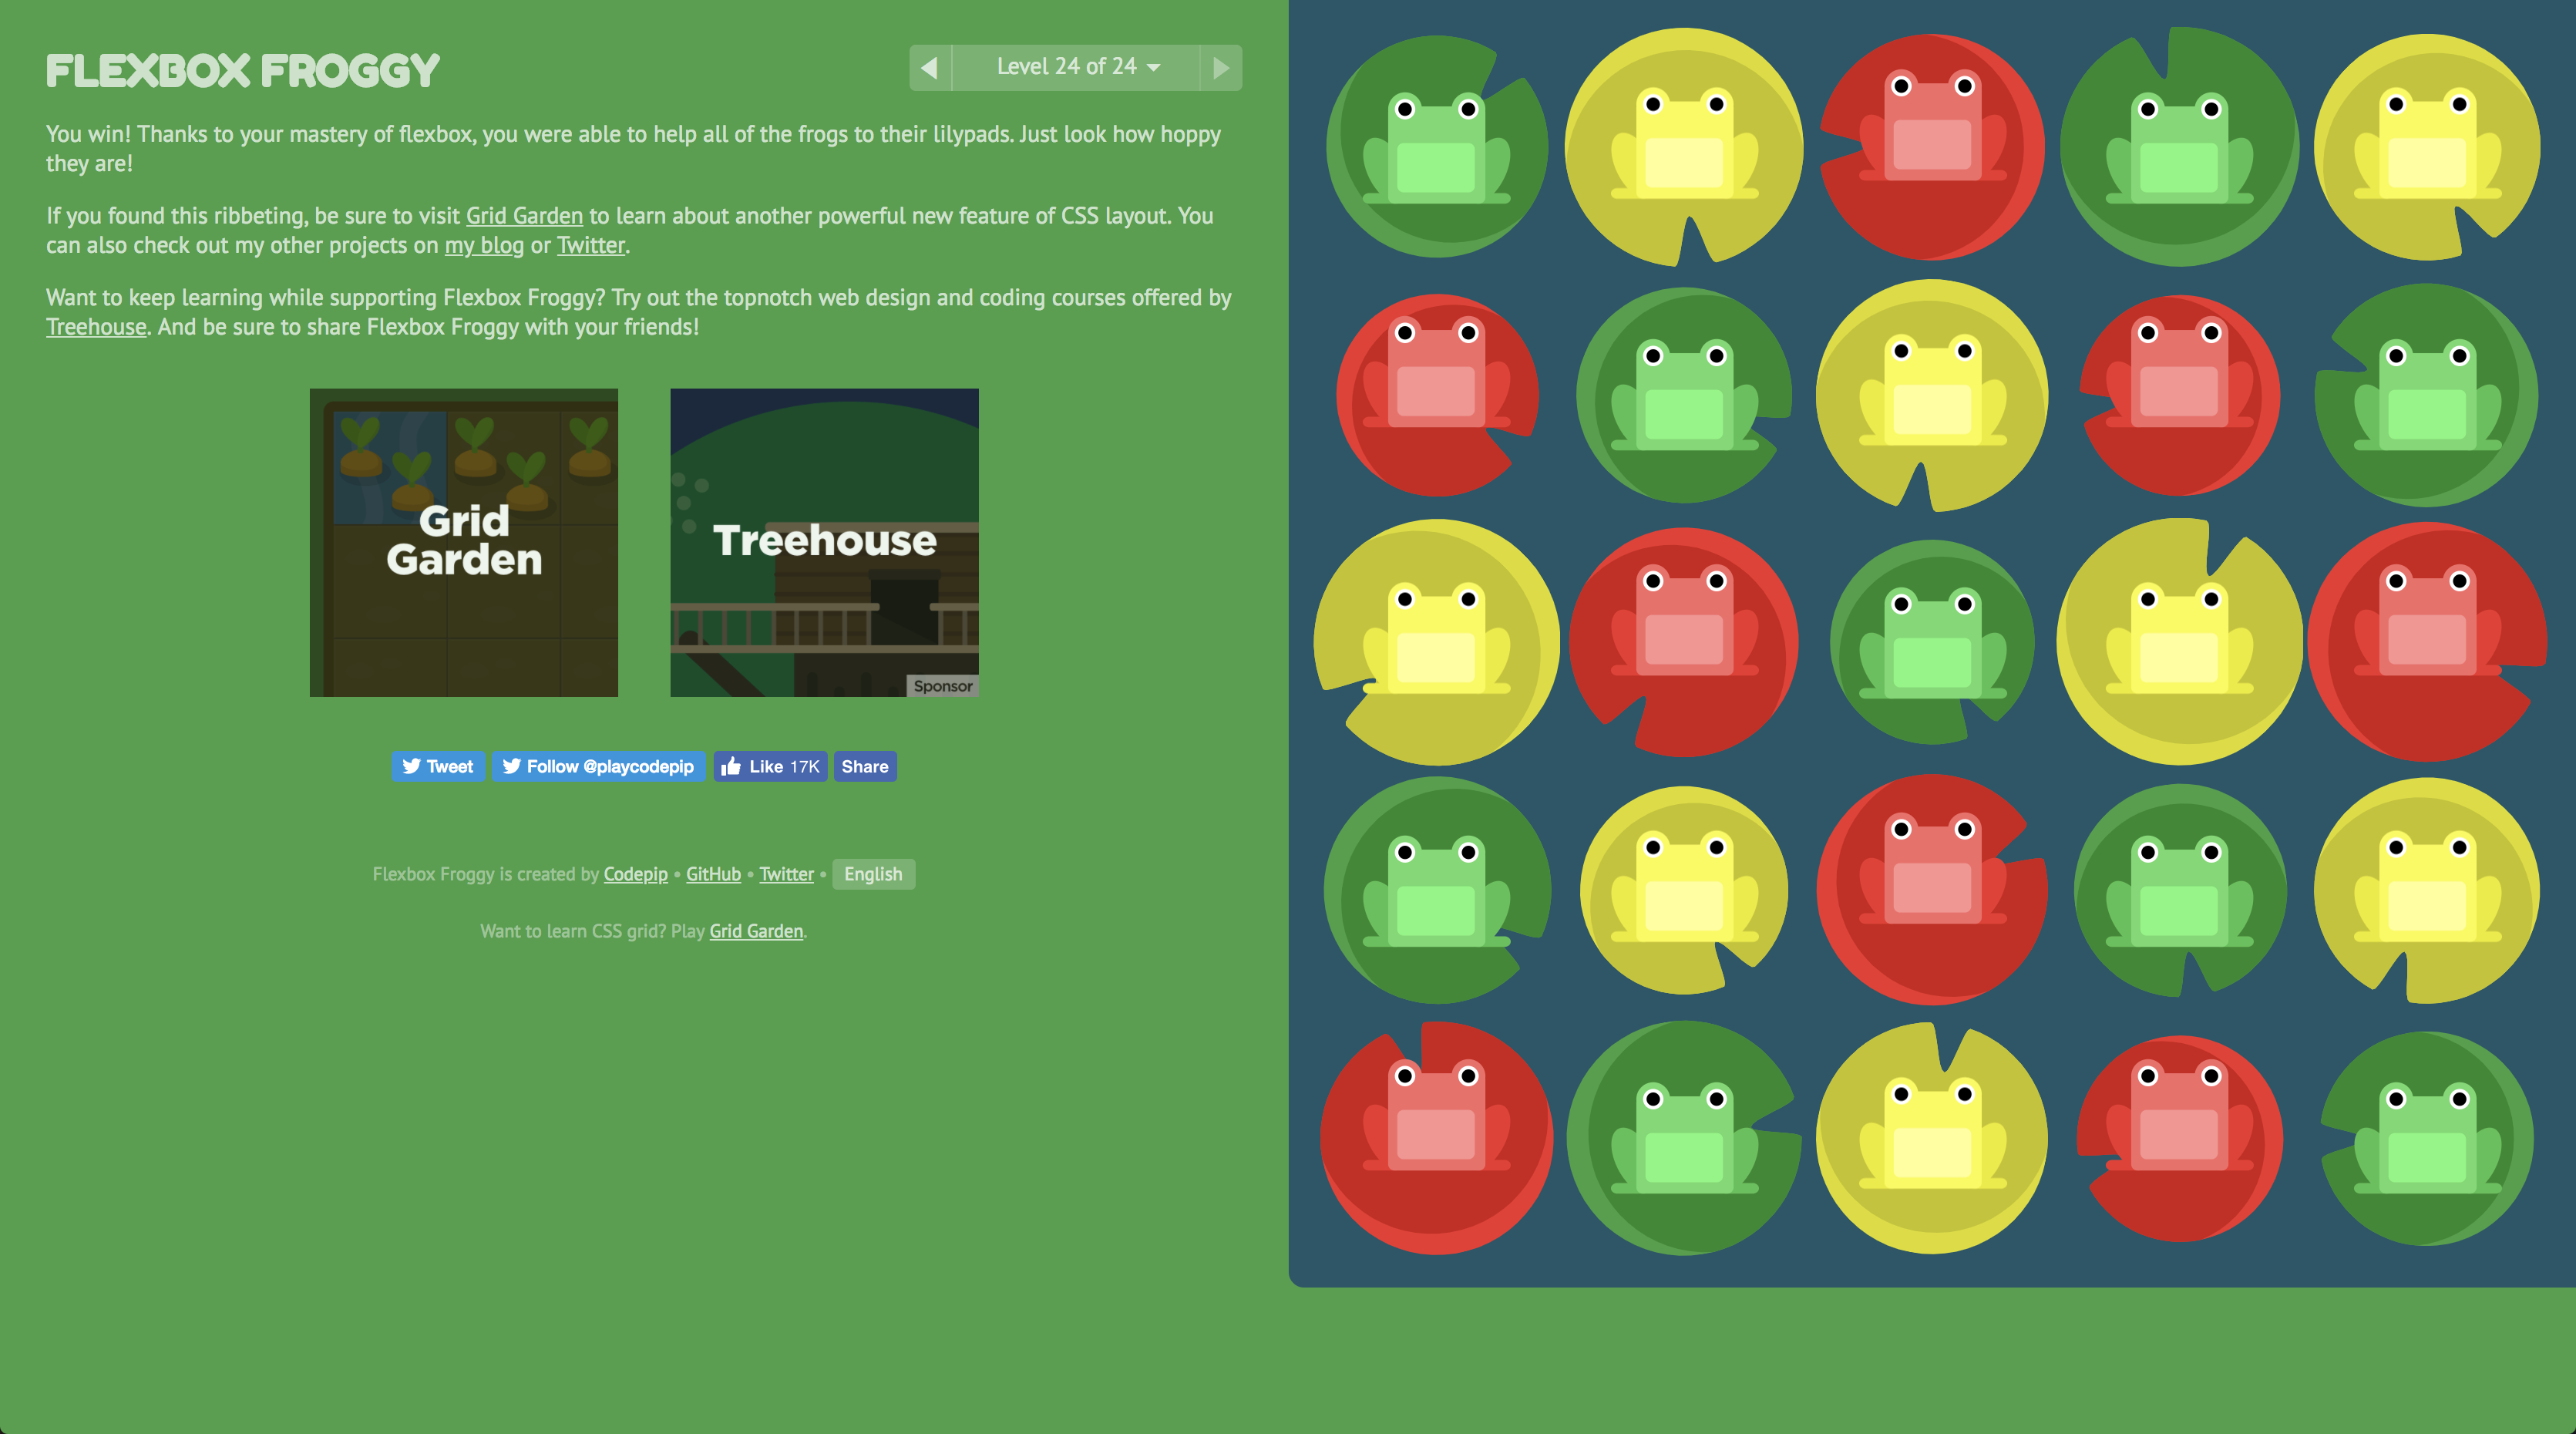 FLEXBOX FROGGY
Level 24 of 24
You win! Thanks to your mastery of flexbox, you were able to help all of the frogs to their lilypads. Just look how hoppy
they are!
If you found this ribbeting, be sure to visit Grid Garden to learn about another powerful new feature of CSS layout. You
can also check out my other projects on my blog or Twitter.
Want to keep learning while supporting Flexbox Froggy? Try out the topnotch web design and coding courses offered by
Treehouse. And be sure to share Flexbox Froggy with your friends!
Grid
Garden
Treehouse
Sponsor
Tweet
Follow @playcodepip
Like 17K
Share
Flexbox Froggy is created by Codepip • GitHub • Twitter • English
Want to learn CSS grid? Play Grid Garden.